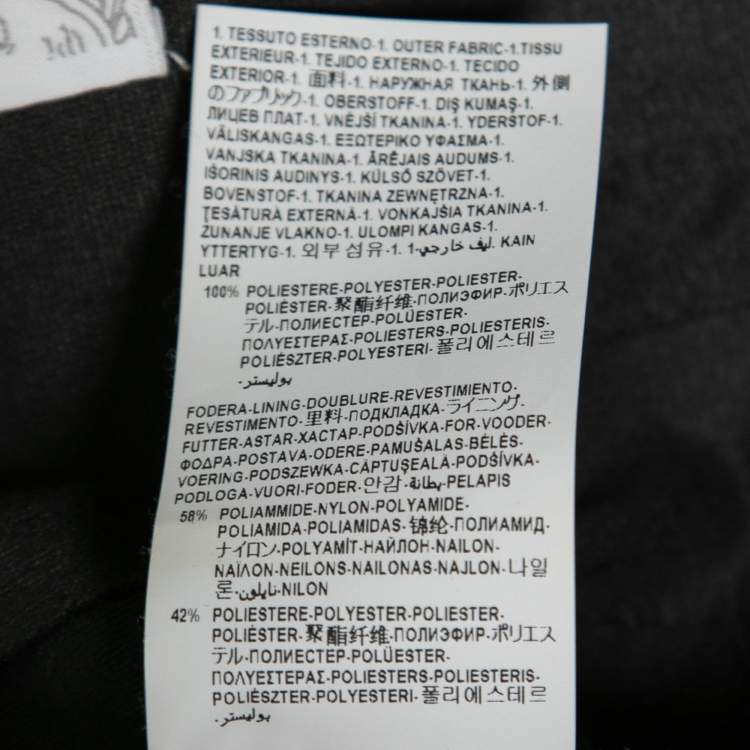 1. TESSUTO ESTERNO-1. OUTER FABRIC-1.TISSU
EXTERIEUR-1. TEJIDO EXTERNO-1. TECIDO
EXTERIOR-1. 面料-1. НАРУЖНАЯ ТКАНЬ-1. 外側
のファブリック-1. OBERSTOFF-1. DIŞ KUMAŞ-1.
ЛИЦЕВ ПЛАТ-1. VNĚJŠÍ TKANINA-1. YDERSTOF-1.
VÄLISKANGAS-1. ΕΞΩΤΕΡΙΚΟ ΥΦΑΣΜΑ-1.
VANJSKA TKANINA-1. ĀRĒJAIS AUDUMS-1.
IŠORINIS AUDINYS-1. KÜLSŐ SZÖVET-1.
BOVENSTOF-1. TKANINA ZEWNĘTRZNA-1.
ŢESĂTURĂ EXTERNĂ-1. VONKAJŠIA TKANINA-1.
ZUNANJE VLAKNO-1. ULOMPI KANGAS-1.
YTTERTYG-1. 외부 섬유-1. ليف خارجي-1. KAIN
LUAR
100% POLIESTERE-POLYESTER-POLIESTER-
POLIÉSTER-聚酯纤维-ПОЛИЭФИР-ポリエス
テル-ПОЛИЕСТЕР-POLÜESTER-
ΠΟΛΥΕΣΤΕΡΑΣ-POLIESTERS-POLIESTERIS-
POLIÉSZTER-POLYESTERI-폴리에스테르
-بوليستر
FODERA-LINING-DOUBLURE-REVESTIMIENTO-
REVESTIMENTO-里料-ПОДКЛАДКА-ライニング-
FUTTER-ASTAR-ХАСТАР-PODŠÍVKA-FOR-VOODER-
ΦΟΔΡΑ-POSTAVA-ODERE-PAMUŠALAS-BÉLÉS-
VOERING-PODSZEWKA-CĂPTUŞEALĂ-PODŠÍVKA-
PODLOGA-VUORI-FODER-안감-بطانة-PELAPIS
58% POLIAMMIDE-NYLON-POLYAMIDE-
POLIAMIDA-POLIAMIDAS-锦纶-ПОЛИАМИД-
ナイロン-POLYAMİT-НАЙЛОН-NAILON-
ΝΑΪΛΟΝ-NEILONS-NAILONAS-NAJLON-나일
론-نايلون-NILON
42% POLIESTERE-POLYESTER-POLIESTER-
POLIÉSTER-聚酯纤维-ПОЛИЭФИР-ポリエス
テル-ПОЛИЕСТЕР-POLÜESTER-
ΠΟΛΥΕΣΤΕΡΑΣ-POLIESTERS-POLIESTERIS-
POLIÉSZTER-POLYESTERI-폴리에스테르
-بوليستر